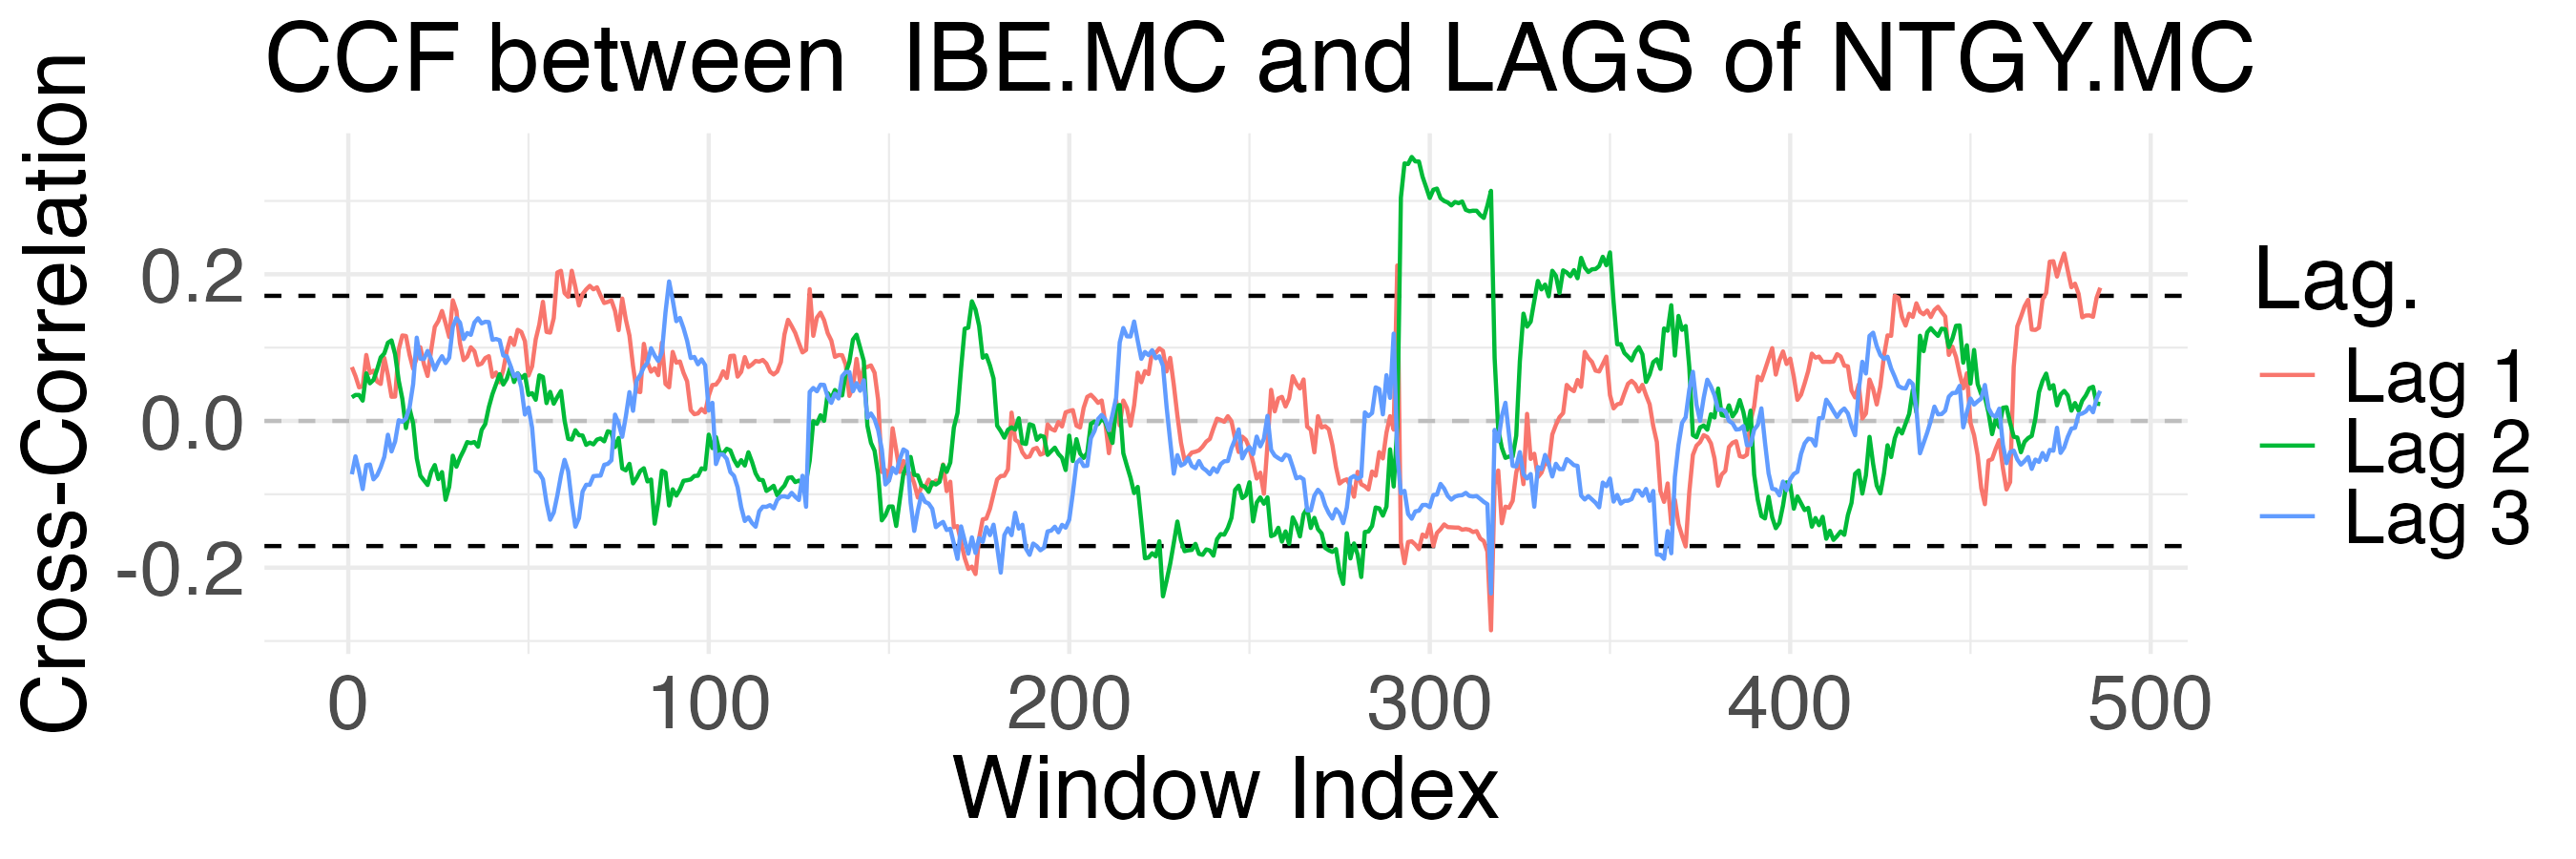 CCF between  IBE.MC and LAGS of NTGY.MC
Cross-Correlation
0.2
0.0
-0.2
0
100
200
300
400
500
Window Index
Lag.
Lag 1
Lag 2
Lag 3